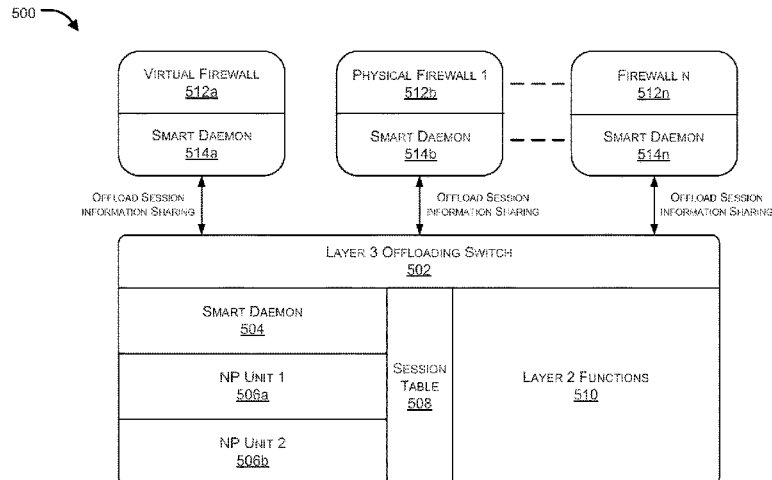 500
VIRTUAL FIREWALL
512a
SMART DAEMON
514a
PHYSICAL FIREWALL 1
512b
SMART DAEMON
514b
FIREWALL N
512n
SMART DAEMON
514n
OFFLOAD SESSION
INFORMATION SHARING
OFFLOAD SESSION
INFORMATION SHARING
OFFLOAD SESSION
INFORMATION SHARING
LAYER 3 OFFLOADING SWITCH
502
SMART DAEMON
504
NP UNIT 1
506a
NP UNIT 2
506b
SESSION
TABLE
508
LAYER 2 FUNCTIONS
510